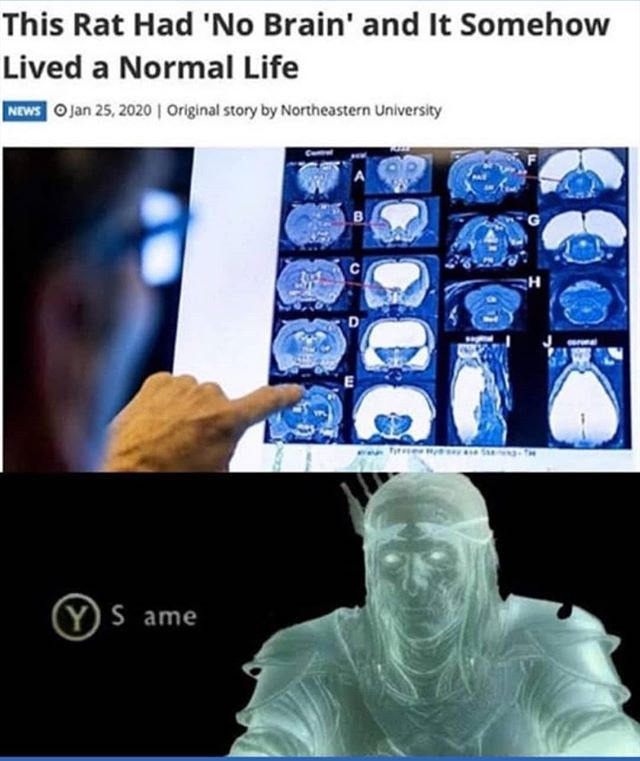 This Rat Had 'No Brain' and It Somehow
Lived a Normal Life
NEWS Jan 25, 2020 | Original story by Northeastern University
Control
A
B
C
D
E
F
G
H
sagittal I
J coronal
Y S ame